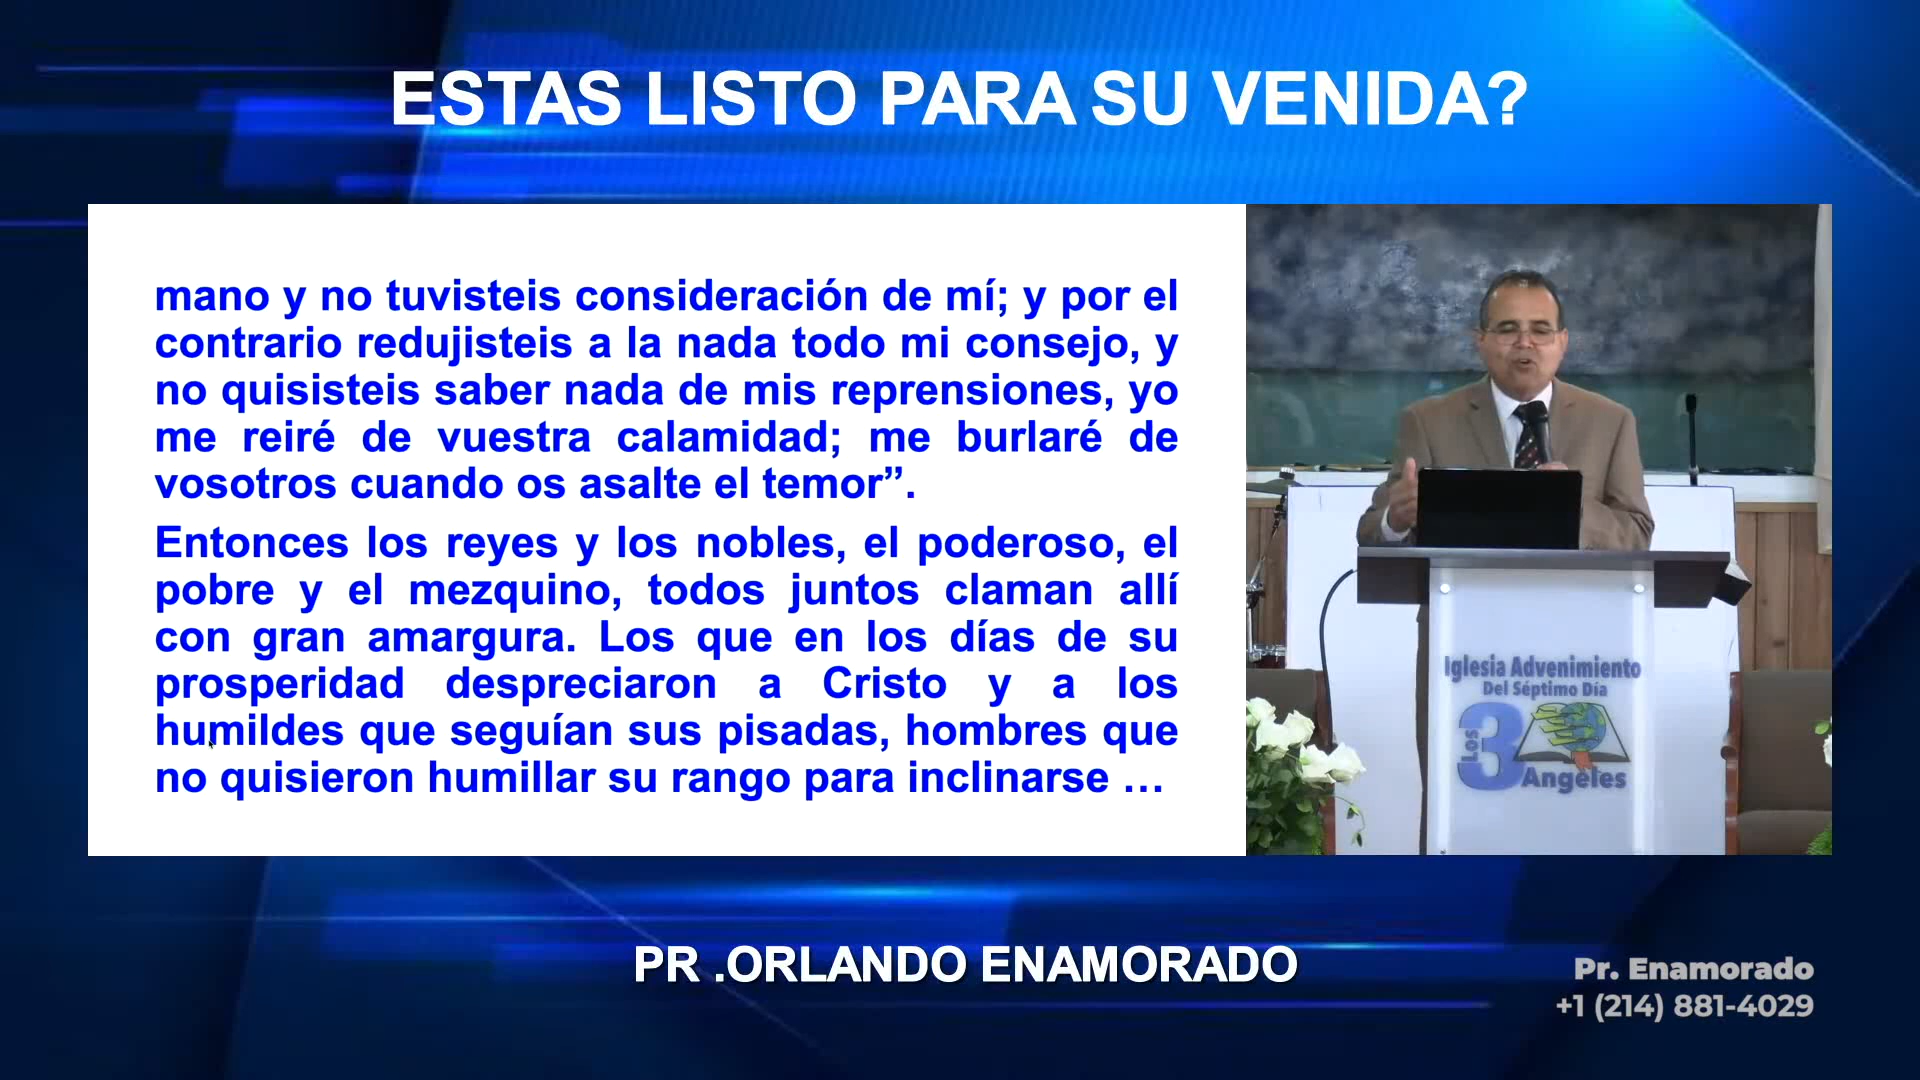 ESTAS LISTO PARA SU VENIDA?
mano y no tuvisteis consideración de mí; y por el
contrario redujisteis a la nada todo mi consejo, y
no quisisteis saber nada de mis reprensiones, yo
me reiré de vuestra calamidad; me burlaré de
vosotros cuando os asalte el temor”.
Entonces los reyes y los nobles, el poderoso, el
pobre y el mezquino, todos juntos claman allí
con gran amargura. Los que en los días de su
prosperidad despreciaron a Cristo y a los
humildes que seguían sus pisadas, hombres que
no quisieron humillar su rango para inclinarse …
Iglesia Advenimiento
Del Séptimo Día
Los 3
Angeles
PR .ORLANDO ENAMORADO
Pr. Enamorado
+1 (214) 881-4029